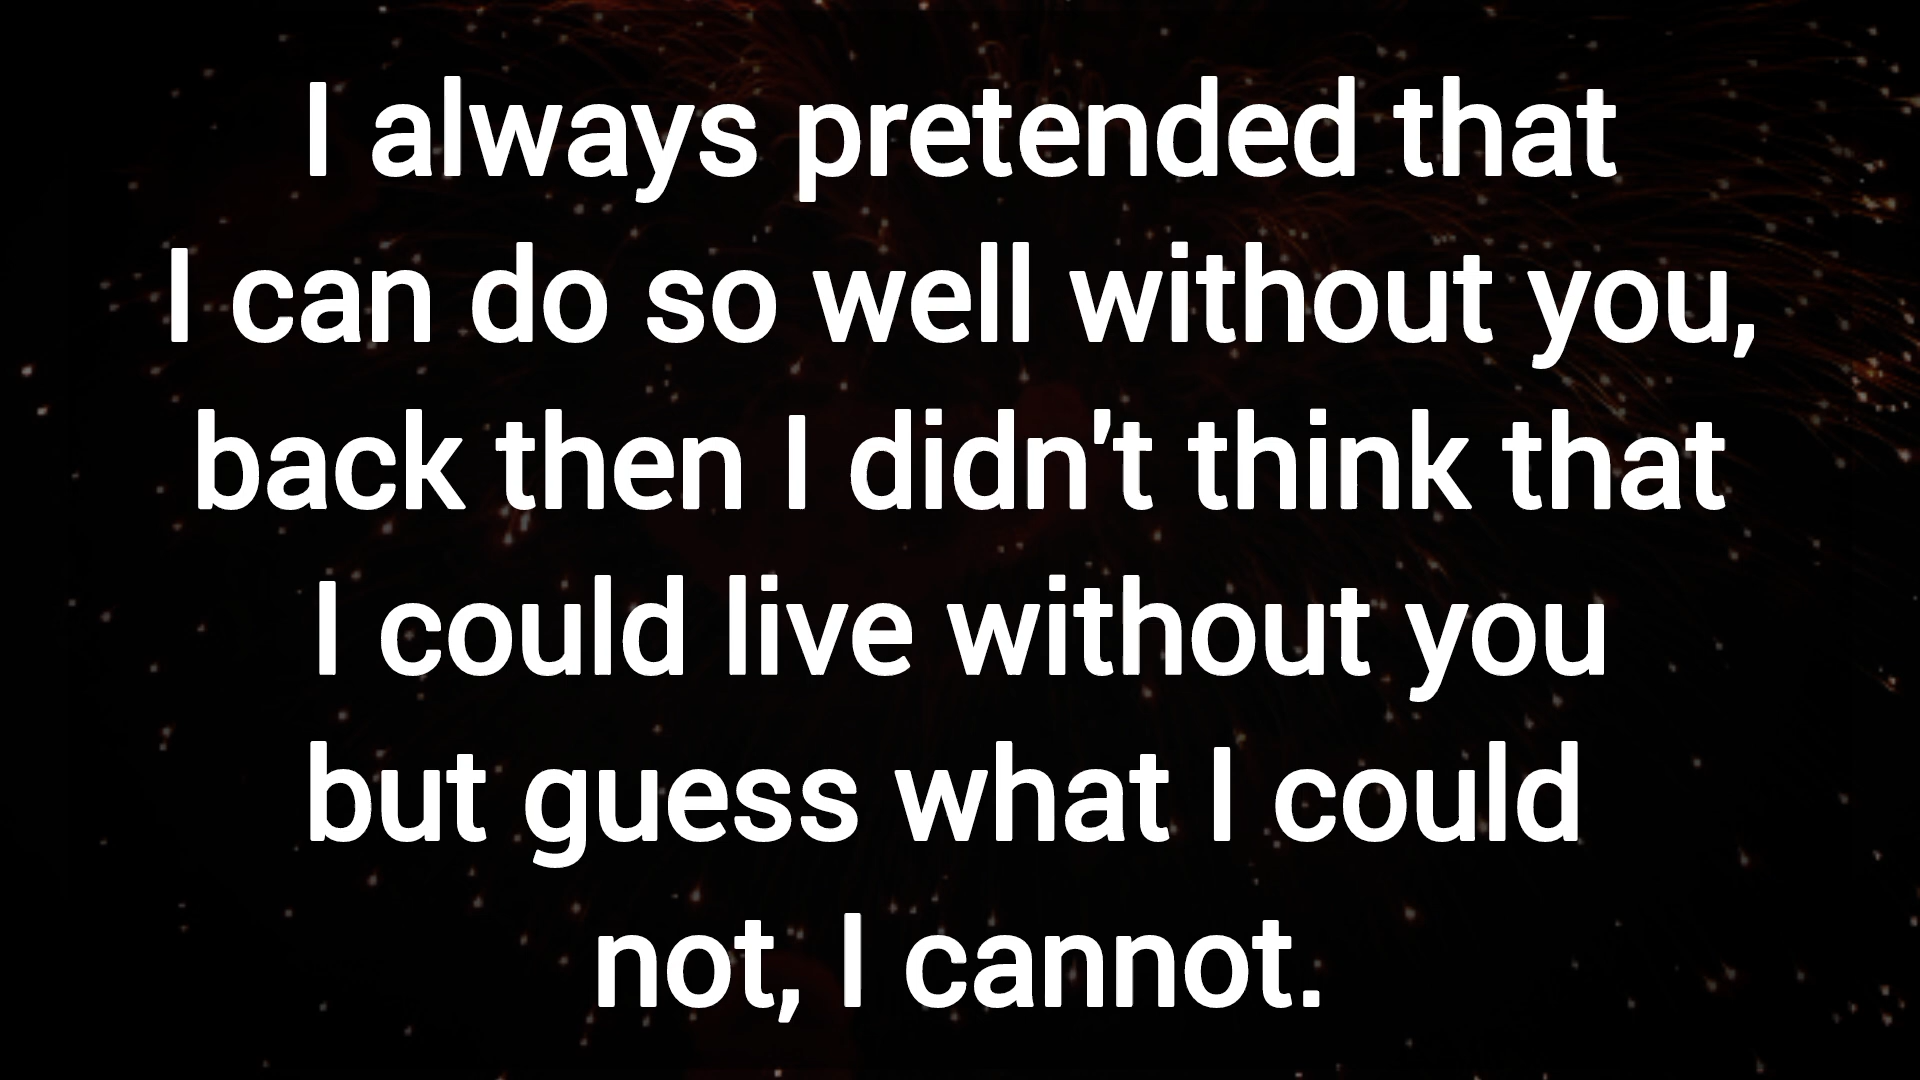 I always pretended that
I can do so well without you,
back then I didn't think that
I could live without you
but guess what I could
not, I cannot.